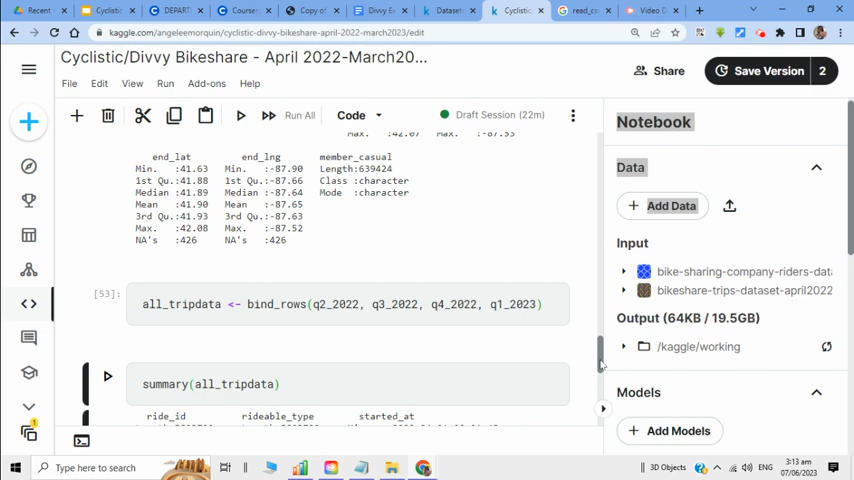 Recent
Cyclistic
DEPART
Course
Copy of
Divvy E
Dataset
Cyclistic
read_cs
Video D
kaggle.com/angeleemorquin/cyclistic-divvy-bikeshare-april-2022-march2023/edit
Cyclistic/Divvy Bikeshare - April 2022-March20...
File Edit View Run Add-ons Help
Share
Save Version 2
Run All
Code
Draft Session (22m)
Notebook
Max. :42.07 Max. :-87.53
end_lat end_lng member_casual
Min. :41.63 Min. :-87.90 Length:639424
1st Qu.:41.88 1st Qu.:-87.66 Class :character
Median :41.89 Median :-87.64 Mode :character
Mean :41.90 Mean :-87.65
3rd Qu.:41.93 3rd Qu.:-87.63
Max. :42.08 Max. :-87.52
NA's :426 NA's :426
[53]:
all_tripdata <- bind_rows(q2_2022, q3_2022, q4_2022, q1_2023)
summary(all_tripdata)
ride_id rideable_type started_at
Data
Add Data
Input
bike-sharing-company-riders-data
bikeshare-trips-dataset-april2022
Output (64KB / 19.5GB)
/kaggle/working
Models
Add Models
Type here to search
3D Objects
ENG
3:13 am
07/06/2023